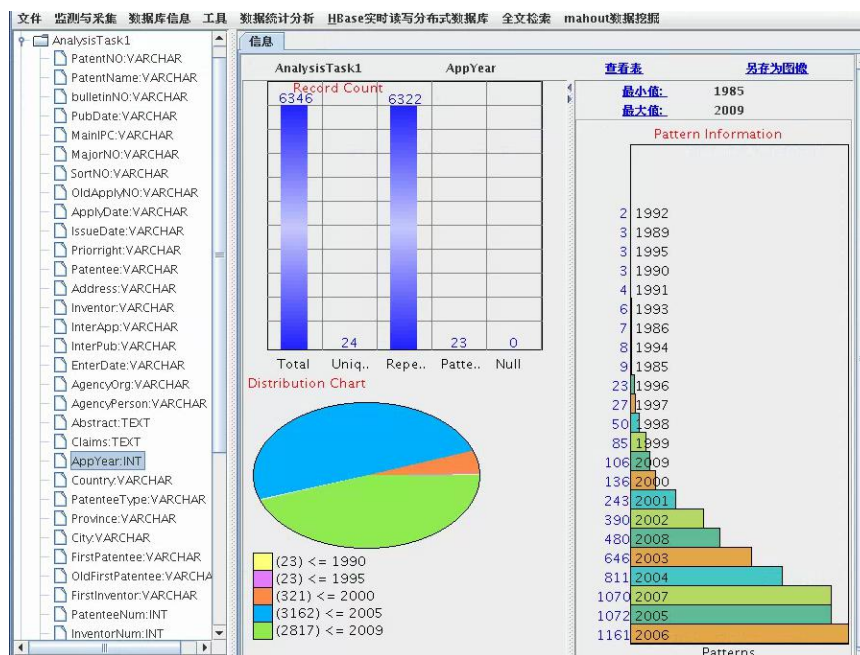 文件 监测与采集 数据库信息 工具 数据统计分析 HBase实时读写分布式数据库 全文检索 mahout数据挖掘
AnalysisTask1
PatentNO:VARCHAR
PatentName:VARCHAR
bulletinNO:VARCHAR
PubDate:VARCHAR
MainIPC:VARCHAR
MajorNO:VARCHAR
SortNO:VARCHAR
OldApplyNO:VARCHAR
ApplyDate:VARCHAR
IssueDate:VARCHAR
Priorright:VARCHAR
Patentee:VARCHAR
Address:VARCHAR
Inventor:VARCHAR
InterApp:VARCHAR
InterPub:VARCHAR
EnterDate:VARCHAR
AgencyOrg:VARCHAR
AgencyPerson:VARCHAR
Abstract:TEXT
Claims:TEXT
AppYear:INT
Country:VARCHAR
PatenteeType:VARCHAR
Province:VARCHAR
City:VARCHAR
FirstPatentee:VARCHAR
OldFirstPatentee:VARCHA
FirstInventor:VARCHAR
PatenteeNum:INT
InventorNum:INT
信息
AnalysisTask1 AppYear
Record Count
6346 6322
24 23 0
Total Uniq.. Repe.. Patte.. Null
Distribution Chart
(23) <= 1990
(23) <= 1995
(321) <= 2000
(3162) <= 2005
(2817) <= 2009
查看表 另存为图像
最小值: 1985
最大值: 2009
Pattern Information
2 1992
3 1989
3 1995
3 1990
4 1991
6 1993
7 1986
8 1994
9 1985
23 1996
27 1997
50 1998
85 1999
106 2009
136 2000
243 2001
390 2002
480 2008
646 2003
811 2004
1070 2007
1072 2005
1161 2006
Patterns